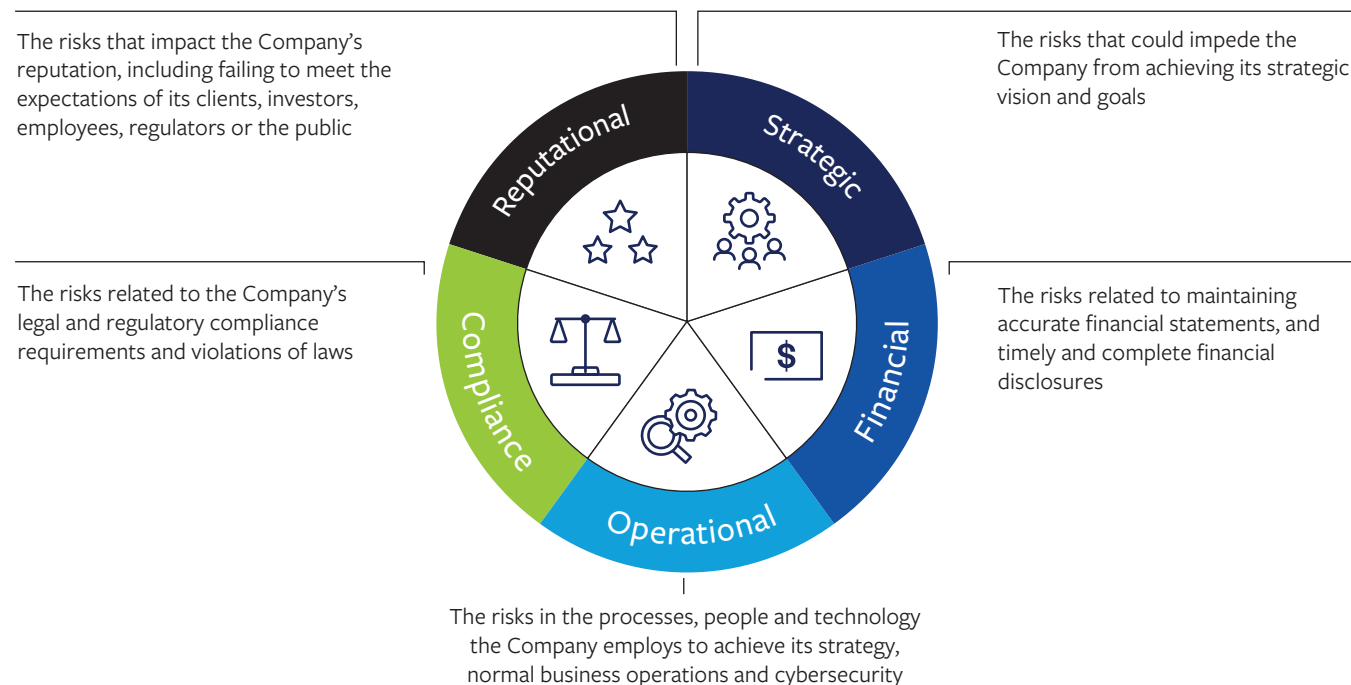 The risks that impact the Company’s
reputation, including failing to meet the
expectations of its clients, investors,
employees, regulators or the public
The risks that could impede the
Company from achieving its strategic
vision and goals
Reputational
Strategic
The risks related to the Company’s
legal and regulatory compliance
requirements and violations of laws
Compliance
$
Financial
The risks related to maintaining
accurate financial statements, and
timely and complete financial
disclosures
Operational
The risks in the processes, people and technology
the Company employs to achieve its strategy,
normal business operations and cybersecurity